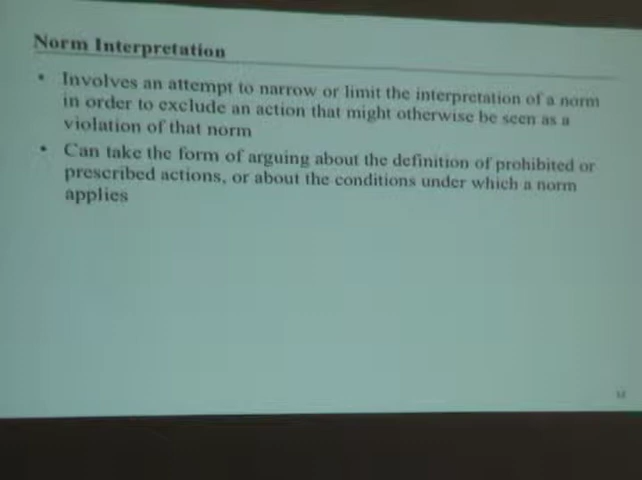 Norm Interpretation
• Involves an attempt to narrow or limit the interpretation of a norm
in order to exclude an action that might otherwise be seen as a
violation of that norm
• Can take the form of arguing about the definition of prohibited or
prescribed actions, or about the conditions under which a norm
applies